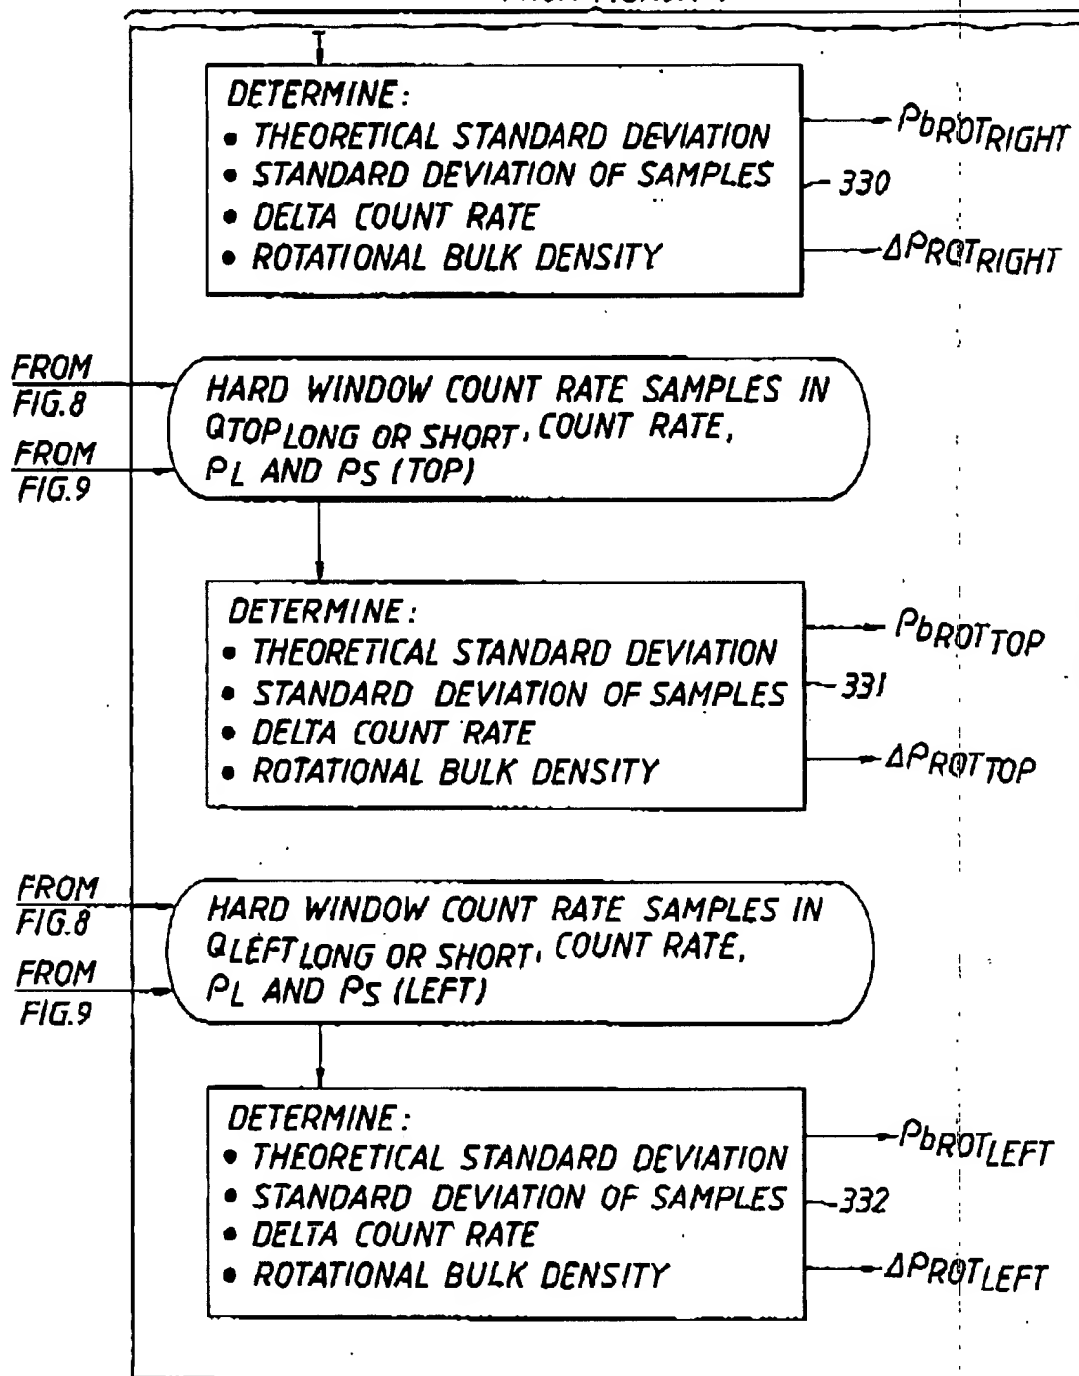 DETERMINE:
• THEORETICAL STANDARD DEVIATION
• STANDARD DEVIATION OF SAMPLES
• DELTA COUNT RATE
• ROTATIONAL BULK DENSITY
ρbROTRIGHT
330
ΔρROTRIGHT
FROM
FIG.8
FROM
FIG.9
HARD WINDOW COUNT RATE SAMPLES IN
QTOP LONG OR SHORT, COUNT RATE,
ρL AND ρS (TOP)
DETERMINE:
• THEORETICAL STANDARD DEVIATION
• STANDARD DEVIATION OF SAMPLES
• DELTA COUNT RATE
• ROTATIONAL BULK DENSITY
ρbROTTOP
331
ΔρROTTOP
FROM
FIG.8
FROM
FIG.9
HARD WINDOW COUNT RATE SAMPLES IN
QLEFT LONG OR SHORT, COUNT RATE,
ρL AND ρS (LEFT)
DETERMINE:
• THEORETICAL STANDARD DEVIATION
• STANDARD DEVIATION OF SAMPLES
• DELTA COUNT RATE
• ROTATIONAL BULK DENSITY
ρbROTLEFT
332
ΔρROTLEFT